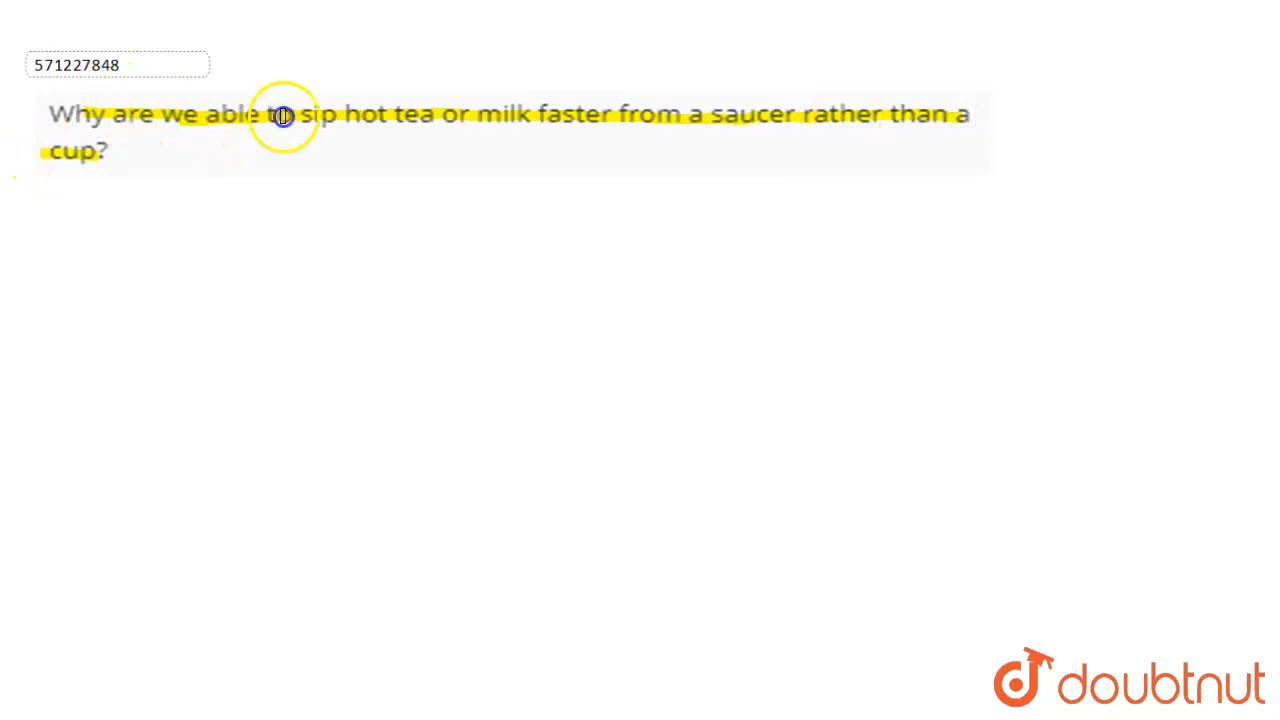 571227848
Why are we able to sip hot tea or milk faster from a saucer rather than a
cup?
doubtnut